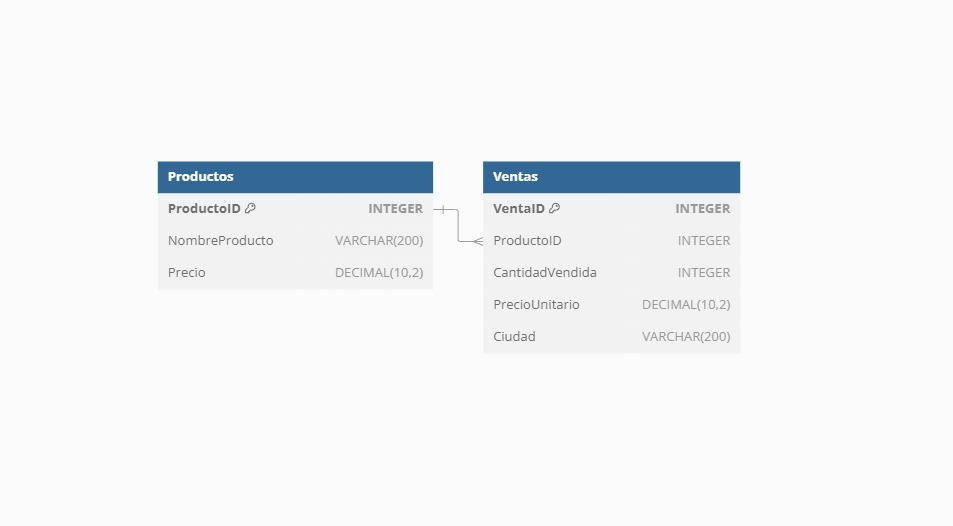 Productos
ProductoID INTEGER
NombreProducto VARCHAR(200)
Precio DECIMAL(10,2)
Ventas
VentaID INTEGER
ProductoID INTEGER
CantidadVendida INTEGER
PrecioUnitario DECIMAL(10,2)
Ciudad VARCHAR(200)